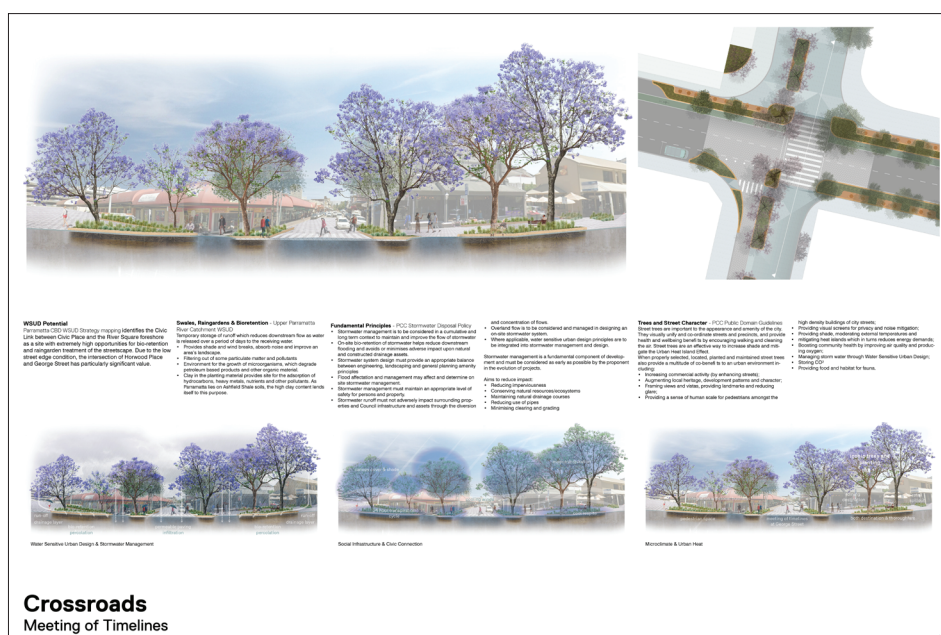 WSUD Potential
Parramatta CBD WSUD Strategy mapping identifies the Civic
Link between Civic Place and the River Square foreshore
as a site with extremely high opportunities for bio-retention
and raingarden treatment of the streetscape. Due to the low
street edge condition, the intersection of Horwood Place
and George Street has particularly significant value.
Swales, Raingardens & Bioretention - Upper Parramatta
River Catchment WSUD
Temporary storage of runoff which reduces downstream flow as water
is released over a period of days to the receiving water.
• Provides shade and wind breaks, absorbs noise and improve an
area's landscape.
• Filtering out of some particulate matter and pollutants
• Environment for the growth of microorganisms, which degrade
petroleum based products and other organic material.
• Clay in the planting material provides site for the adsorption of
hydrocarbons, heavy metals, nutrients and other pollutants. As
Parramatta lies on Ashfield Shale soils, the high clay content lends
itself to this purpose.
Fundamental Principles - PCC Stormwater Disposal Policy
• Stormwater management is to be considered in a cumulative and
long term context to maintain and improve the flow of stormwater
• On-site bio-retention of stormwater helps reduce downstream
flooding and avoids or minimises adverse impact upon natural
and constructed drainage assets.
• Stormwater system design must provide an appropriate balance
between engineering, landscaping and general planning amenity
principles
• Flood affectation and management may affect and determine on
site stormwater management.
• Stormwater management must maintain an appropriate level of
safety for persons and property.
• Stormwater runoff must not adversely impact surrounding prop-
erties and Council infrastructure and assets through the diversion
and concentration of flows.
• Overland flow is to be considered and managed in designing an
on-site stormwater system.
• Where applicable, water sensitive urban design principles are to
be integrated into stormwater management and design.
Stormwater management is a fundamental component of develop-
ment and must be considered as early as possible by the proponent
in the evolution of projects.
Aims to reduce impact:
• Reducing imperviousness
• Conserving natural resources/ecosystems
• Maintaining natural drainage courses
• Reducing use of pipes
• Minimising clearing and grading
Trees and Street Character - PCC Public Domain Guidelines
Street trees are important to the appearance and amenity of the city.
They visually unify and co-ordinate streets and precincts, and provide
health and wellbeing benefits by encouraging walking and cleaning
the air. Street trees are an effective way to increase shade and miti-
gate the Urban Heat Island Effect.
When properly selected, located, planted and maintained street trees
also provide a multitude of co-benefit to to an urban environment in-
cluding:
• Increasing commercial activity (by enhancing streets);
• Augmenting local heritage, development patterns and character;
• Framing views and vistas, providing landmarks and reducing
glare;
• Providing a sense of human scale for pedestrians amongst the
high density buildings of city streets;
• Providing visual screens for privacy and noise mitigation;
• Providing shade, moderating external temperatures and
mitigating heat islands which in turns reduces energy demands;
• Boosting community health by improving air quality and produc-
ing oxygen;
• Managing storm water through Water Sensitive Urban Design;
• Storing CO²
• Providing food and habitat for fauna.
percolation
infiltration
percolation
Water Sensitive Urban Design & Stormwater Management
Social Infrastructure & Civic Connection
Microclimate & Urban Heat
Crossroads
Meeting of Timelines